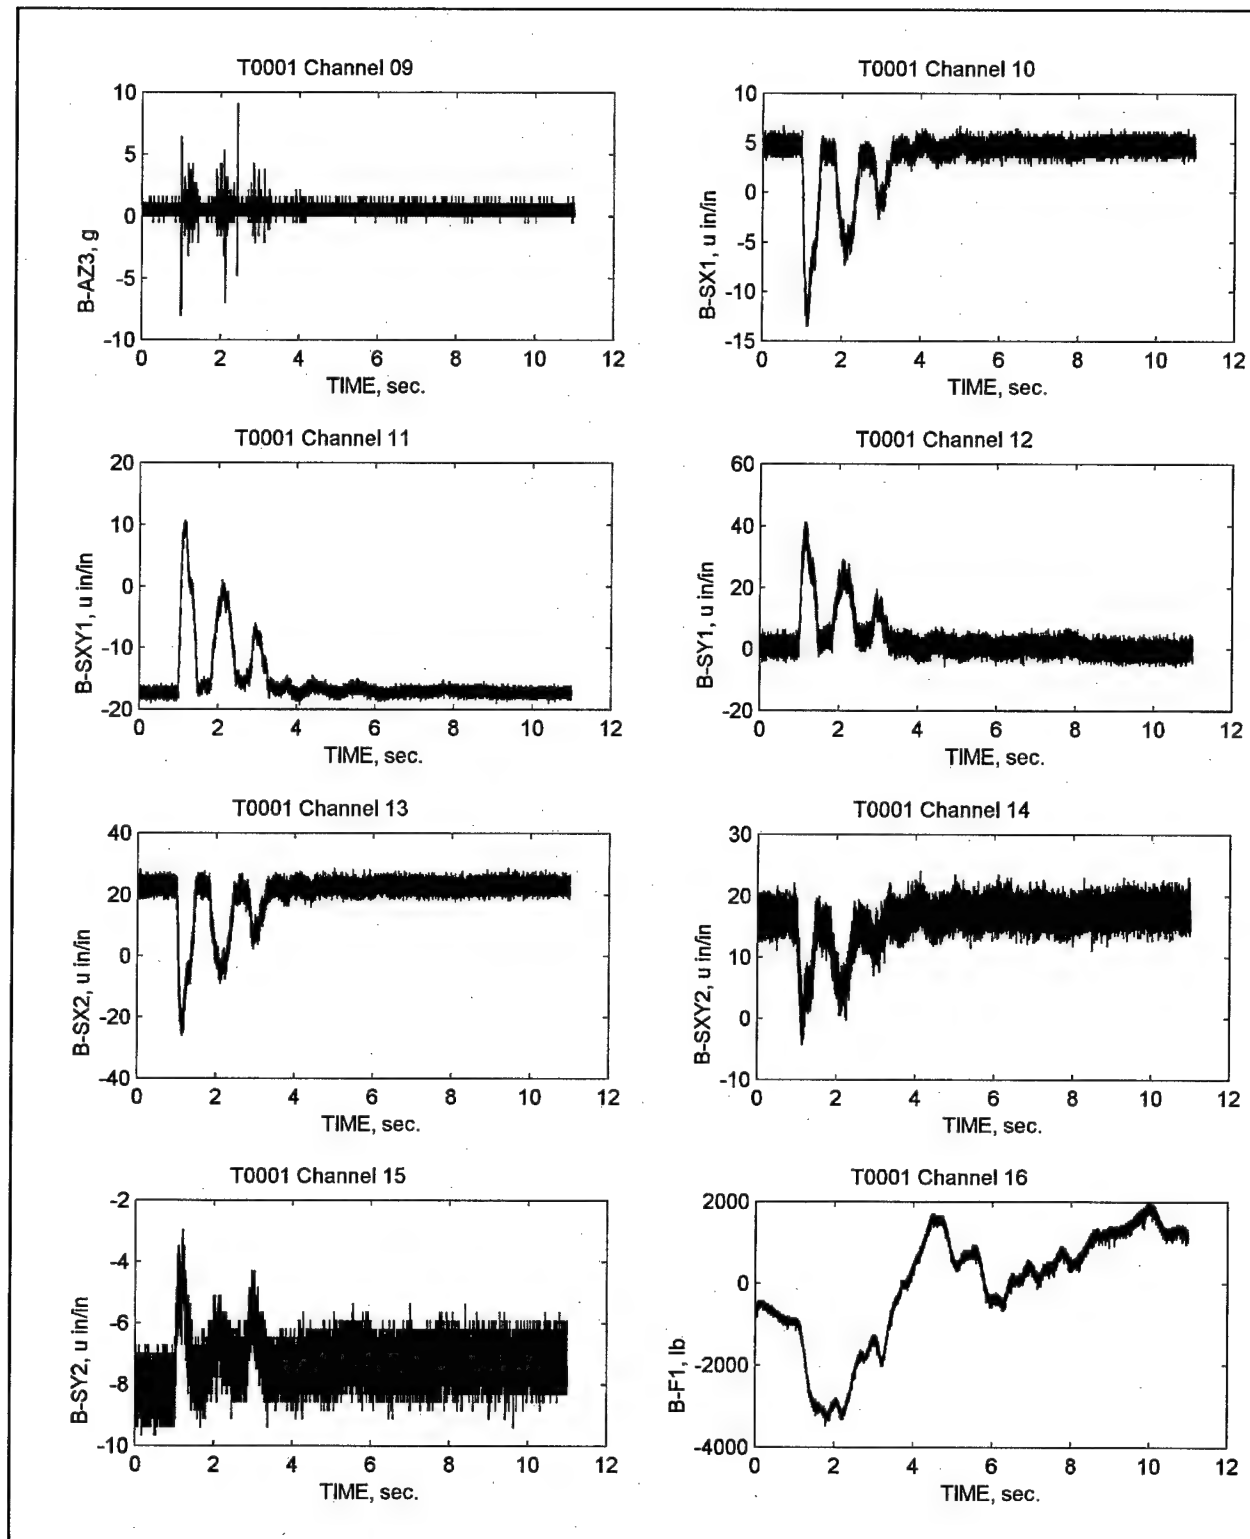 T0001 Channel 09
10
5
0
-5
-10
B-AZ3, g
0 2 4 6 8 10 12
TIME, sec.
T0001 Channel 10
10
5
0
-5
-10
-15
B-SX1, u in/in
0 2 4 6 8 10 12
TIME, sec.
T0001 Channel 11
20
10
0
-10
-20
B-SXY1, u in/in
0 2 4 6 8 10 12
TIME, sec.
T0001 Channel 12
60
40
20
0
-20
B-SY1, u in/in
0 2 4 6 8 10 12
TIME, sec.
T0001 Channel 13
40
20
0
-20
-40
B-SX2, u in/in
0 2 4 6 8 10 12
TIME, sec.
T0001 Channel 14
30
20
10
0
-10
B-SXY2, u in/in
0 2 4 6 8 10 12
TIME, sec.
T0001 Channel 15
-2
-4
-6
-8
-10
B-SY2, u in/in
0 2 4 6 8 10 12
TIME, sec.
T0001 Channel 16
2000
0
-2000
-4000
B-F1, lb
0 2 4 6 8 10 12
TIME, sec.